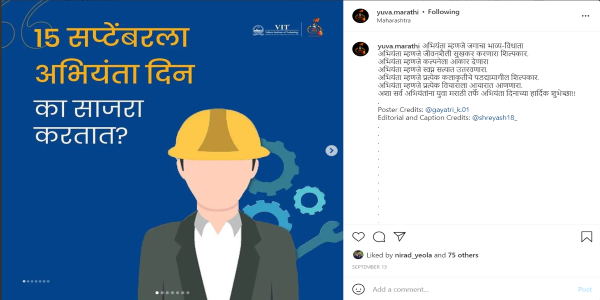 15 सप्टेंबरला
अभियंता दिन
का साजरा
करतात?
VIT
yuva.marathi • Following
Maharashtra
yuva.marathi अभियंता म्हणजे जगाचा भाग्य-विधाता
अभियंता म्हणजे जीवनशैली सुखकर करणारा शिल्पकार.
अभियंता म्हणजे कल्पनेला आकार देणारा
अभियंता म्हणजे स्वप्न सत्यात उतरवणारा.
अभियंता म्हणजे प्रत्येक कलाकृतीचे पडद्यामागील शिल्पकार.
अभियंता म्हणजे प्रत्येक विचाराला आचारात आणणारा.
अशा सर्व अभियंतांना युवा मराठी तर्फे अभियंता दिनाच्या हार्दिक शुभेच्छा!!
.
Poster Credits: @gayatri_k.01
Editorial and Caption Credits: @shreyash18_
.
.
.
.
.
.
.
.
.
.
Liked by nirad_yeola and 75 others
SEPTEMBER 15
Add a comment...
Post